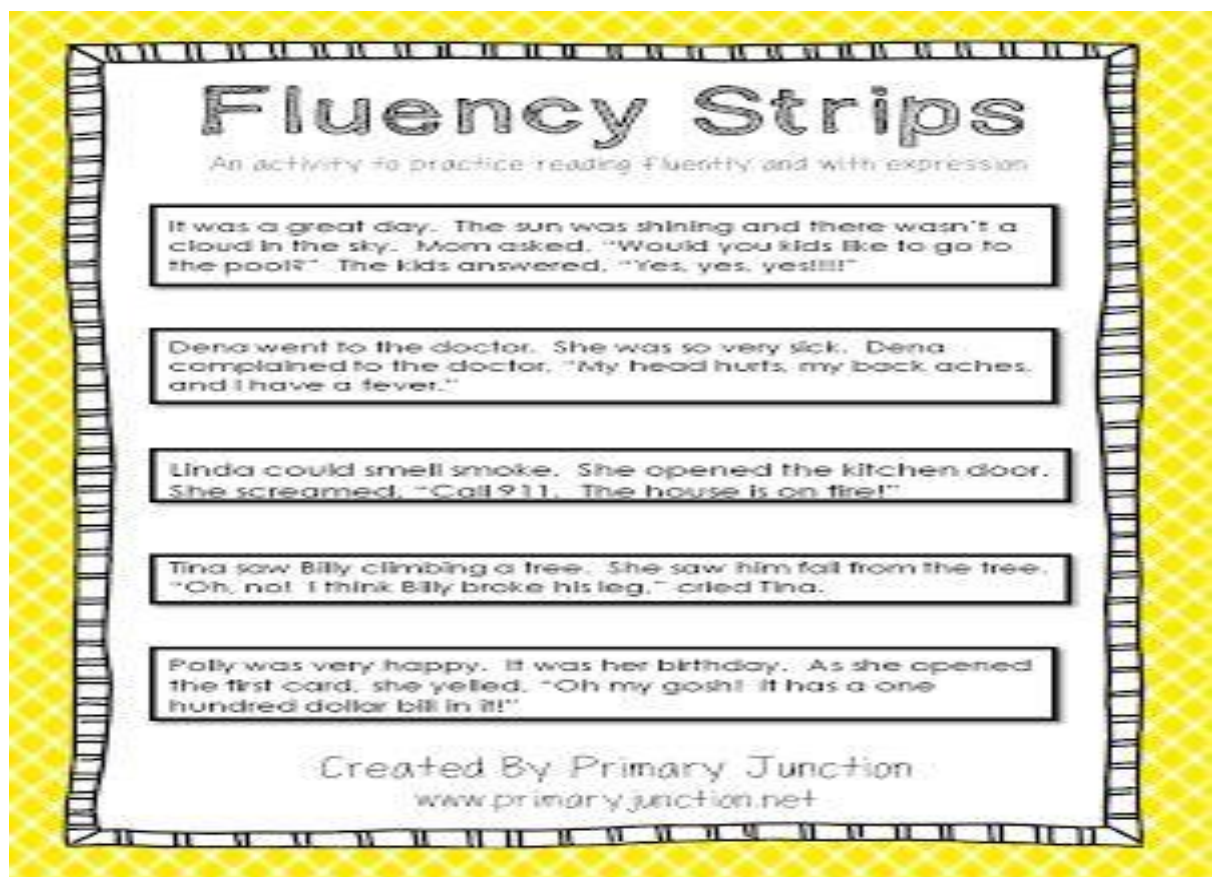 Fluency Strips
An activity to practice reading fluently and with expression
It was a great day. The sun was shining and there wasn't a
cloud in the sky. Mom asked, "Would you kids like to go to
the pool?" The kids answered, "Yes, yes, yes!!!!!"
Dena went to the doctor. She was so very sick. Dena
complained to the doctor, "My head hurts, my back aches,
and I have a fever."
Linda could smell smoke. She opened the kitchen door.
She screamed, "Call 911. The house is on fire!"
Tina saw Billy climbing a tree. She saw him fall from the tree.
"Oh, no! I think Billy broke his leg," cried Tina.
Polly was very happy. It was her birthday. As she opened
the first card, she yelled, "Oh my gosh! It has a one
hundred dollar bill in it!"
Created By Primary Junction
www.primaryjunction.net